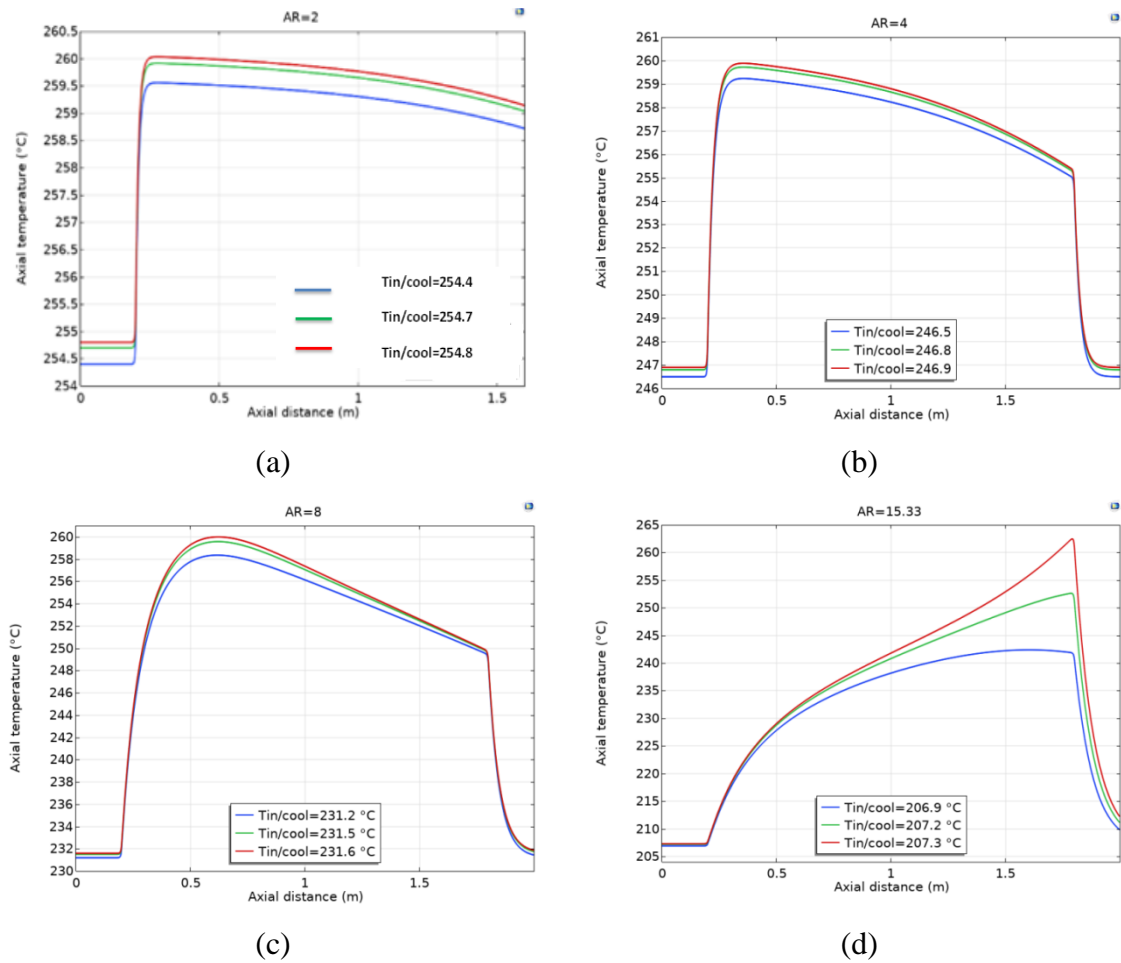 AR=2
260.5
260
259.5
259
258.5
258
257.5
257
256.5
256
255.5
255
254.5
254
Axial temperature (°C)
Tin/cool=254.4
Tin/cool=254.7
Tin/cool=254.8
0 0.5 1 1.5
Axial distance (m)
(a)
AR=4
261
260
259
258
257
256
255
254
253
252
251
250
249
248
247
246
Axial temperature (°C)
Tin/cool=246.5
Tin/cool=246.8
Tin/cool=246.9
0 0.5 1 1.5
Axial distance (m)
(b)
AR=8
260
258
256
254
252
250
248
246
244
242
240
238
236
234
232
230
Axial temperature (°C)
Tin/cool=231.2 °C
Tin/cool=231.5 °C
Tin/cool=231.6 °C
0 0.5 1 1.5
Axial distance (m)
(c)
AR=15.33
265
260
255
250
245
240
235
230
225
220
215
210
205
Axial temperature (°C)
Tin/cool=206.9 °C
Tin/cool=207.2 °C
Tin/cool=207.3 °C
0 0.5 1 1.5
Axial distance (m)
(d)